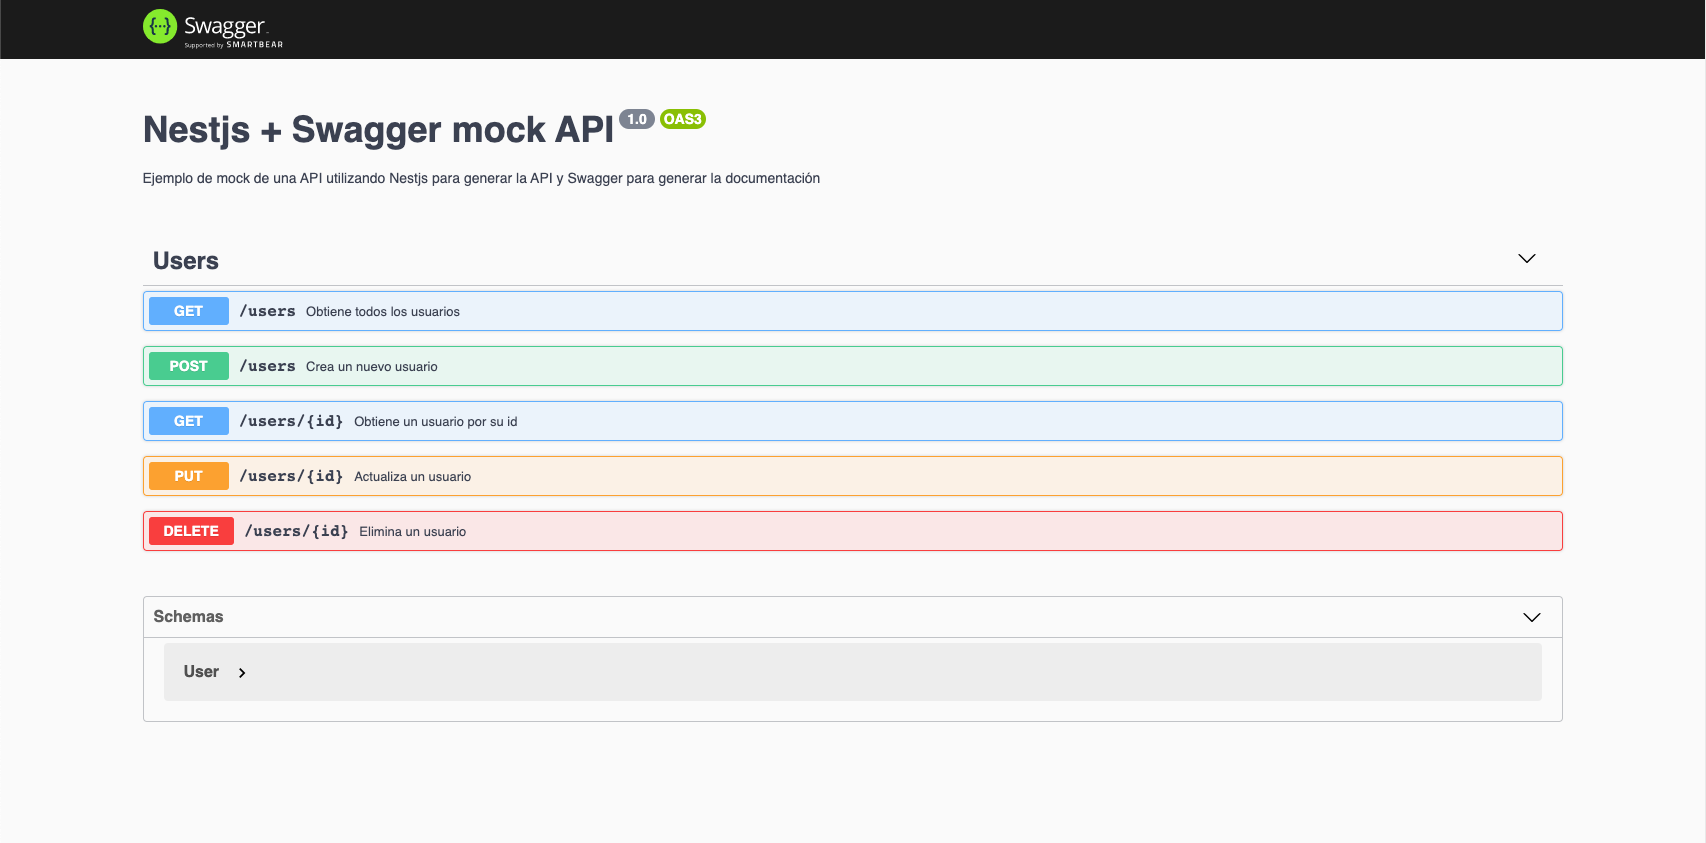 Swagger
Supported by SMARTBEAR
Nestjs + Swagger mock API 1.0 OAS3
Ejemplo de mock de una API utilizando Nestjs para generar la API y Swagger para generar la documentación
Users
GET /users Obtiene todos los usuarios
POST /users Crea un nuevo usuario
GET /users/{id} Obtiene un usuario por su id
PUT /users/{id} Actualiza un usuario
DELETE /users/{id} Elimina un usuario
Schemas
User